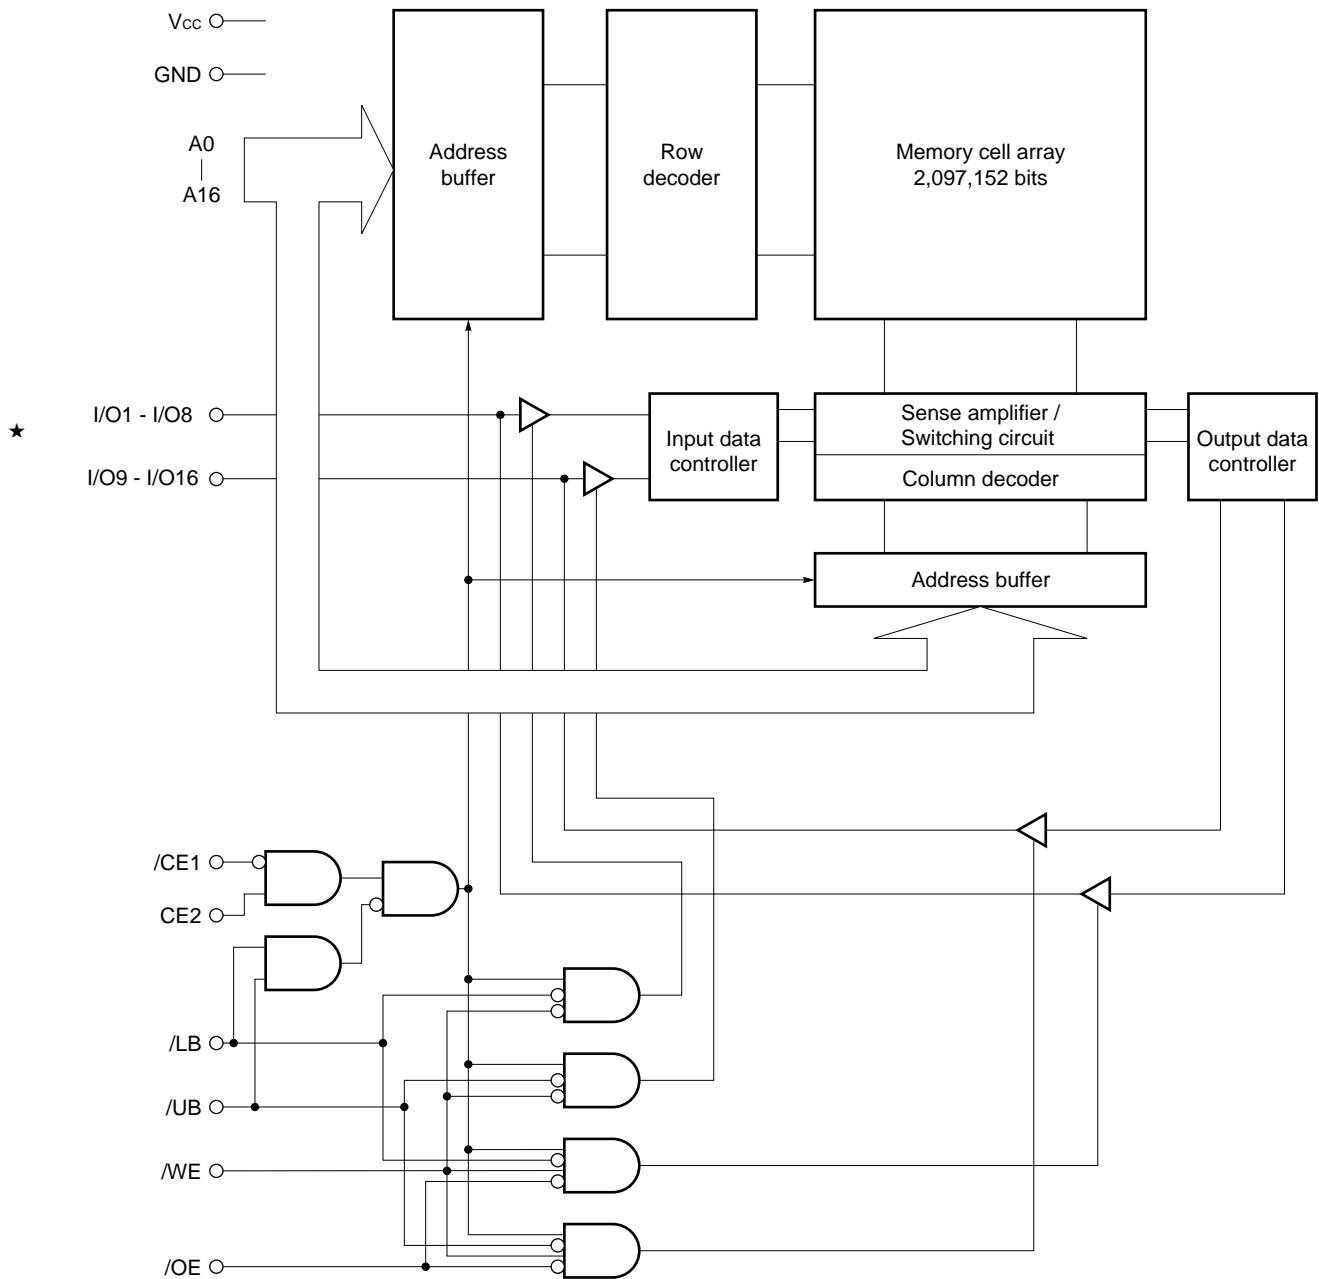 Vcc
GND
A0
A16
Address
buffer
Row
decoder
Memory cell array
2,097,152 bits
★
I/O1 - I/O8
I/O9 - I/O16
Input data
controller
Sense amplifier /
Switching circuit
Column decoder
Output data
controller
Address buffer
/CE1
CE2
/LB
/UB
/WE
/OE